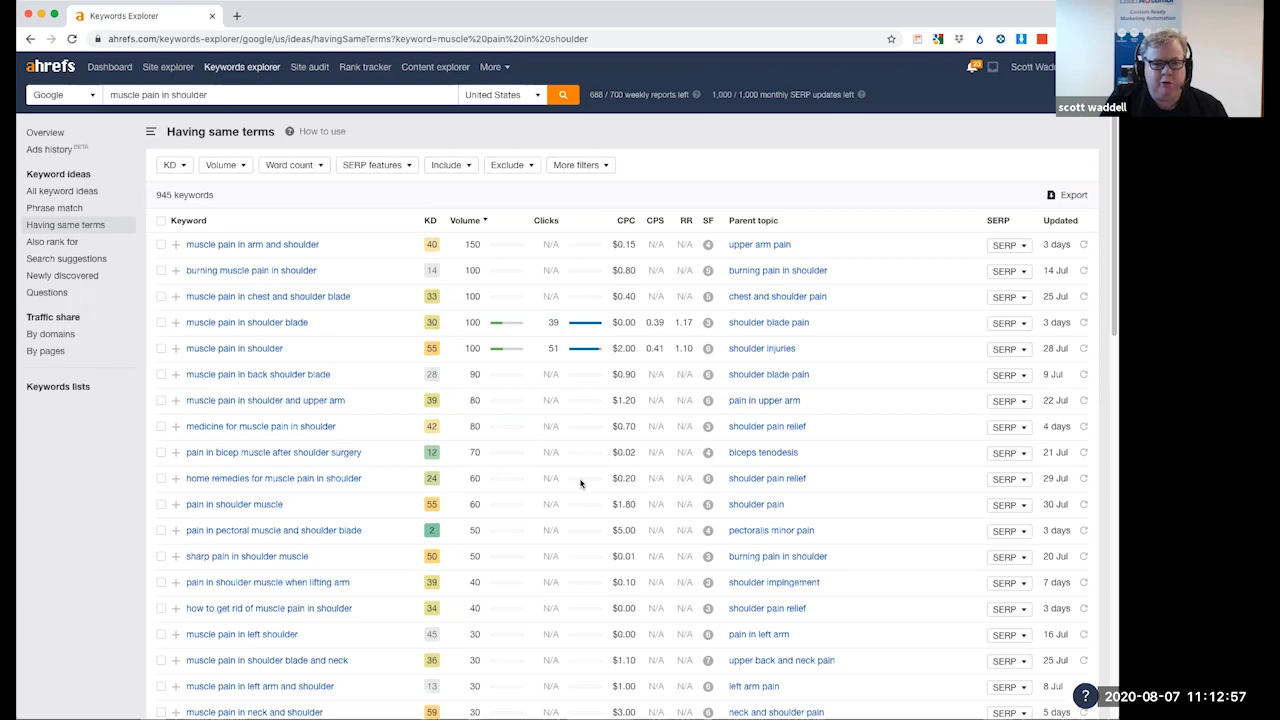 Keywords Explorer
ahrefs.com/keywords-explorer/google/us/ideas/havingSameTerms?keyword=muscle%20pain%20in%20shoulder
Content Ready
Marketing Automation
scott waddell
ahrefs Dashboard Site explorer Keywords explorer Site audit Rank tracker Content explorer More 23 Scott Wadd
Google muscle pain in shoulder United States 688 / 700 weekly reports left ? 1,000 / 1,000 monthly SERP updates left ?
Overview
Ads history BETA
Keyword ideas
All keyword ideas
Phrase match
Having same terms
Also rank for
Search suggestions
Newly discovered
Questions
Traffic share
By domains
By pages
Keywords lists
Having same terms ? How to use
KD Volume Word count SERP features Include Exclude More filters
945 keywords Export
Keyword KD Volume Clicks CPC CPS RR SF Parent topic SERP Updated
+ muscle pain in arm and shoulder 40 150 N/A $0.15 N/A N/A 4 upper arm pain SERP 3 days
+ burning muscle pain in shoulder 14 100 N/A $0.80 N/A N/A 5 burning pain in shoulder SERP 14 Jul
+ muscle pain in chest and shoulder blade 33 100 N/A $0.40 N/A N/A 5 chest and shoulder pain SERP 25 Jul
+ muscle pain in shoulder blade 30 100 39 $0.00 0.39 1.17 3 shoulder blade pain SERP 3 days
+ muscle pain in shoulder 55 100 51 $2.00 0.41 1.10 6 shoulder injuries SERP 28 Jul
+ muscle pain in back shoulder blade 28 90 N/A $0.90 N/A N/A 6 shoulder blade pain SERP 9 Jul
+ muscle pain in shoulder and upper arm 39 80 N/A $1.20 N/A N/A 6 pain in upper arm SERP 22 Jul
+ medicine for muscle pain in shoulder 42 80 N/A $0.70 N/A N/A 3 shoulder pain relief SERP 4 days
+ pain in bicep muscle after shoulder surgery 12 70 N/A $0.02 N/A N/A 4 biceps tenodesis SERP 21 Jul
+ home remedies for muscle pain in shoulder 24 60 N/A $0.20 N/A N/A 6 shoulder pain relief SERP 29 Jul
+ pain in shoulder muscle 55 60 N/A $1.80 N/A N/A 6 shoulder pain SERP 30 Jul
+ pain in pectoral muscle and shoulder blade 2 50 N/A $5.00 N/A N/A 4 pectoralis minor pain SERP 3 days
+ sharp pain in shoulder muscle 50 50 N/A $0.01 N/A N/A 3 burning pain in shoulder SERP 20 Jul
+ pain in shoulder muscle when lifting arm 39 40 N/A $0.10 N/A N/A 3 shoulder impingement SERP 7 days
+ how to get rid of muscle pain in shoulder 34 40 N/A $0.00 N/A N/A 3 shoulder pain relief SERP 3 days
+ muscle pain in left shoulder 45 30 N/A $0.00 N/A N/A 6 pain in left arm SERP 16 Jul
+ muscle pain in shoulder blade and neck 36 30 N/A $1.10 N/A N/A 7 upper back and neck pain SERP 25 Jul
+ muscle pain in left arm and shoulder 13 30 N/A $1.00 N/A N/A 6 left arm pain SERP 8 Jul
+ muscle pain in neck and shoulder 59 30 N/A $3.00 N/A N/A neck and shoulder pain SERP 5 days
? 2020-08-07 11:12:57